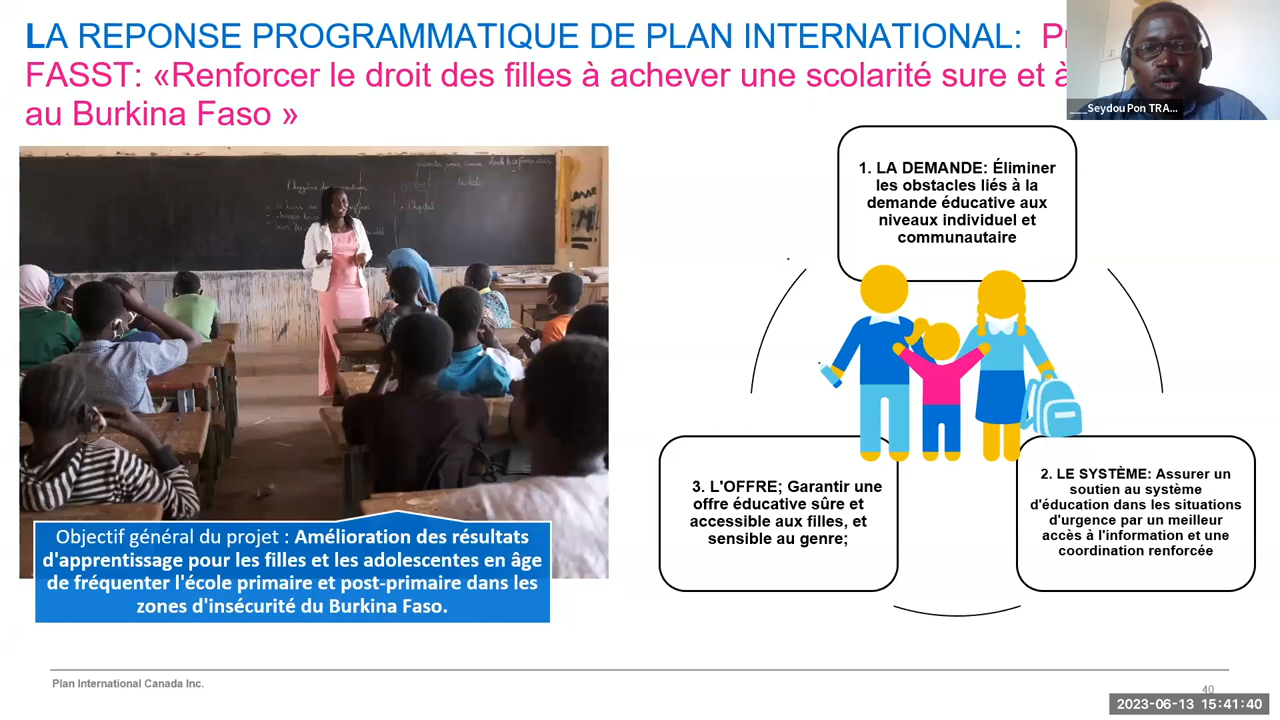 LA REPONSE PROGRAMMATIQUE DE PLAN INTERNATIONAL:
FASST: «Renforcer le droit des filles à achever une scolarité sure et à
au Burkina Faso »
___Seydou Pon TRA...
1. LA DEMANDE: Éliminer
les obstacles liés à la
demande éducative aux
niveaux individuel et
communautaire
3. L'OFFRE; Garantir une
offre éducative sûre et
accessible aux filles, et
sensible au genre;
2. LE SYSTÈME: Assurer un
soutien au système
d'éducation dans les situations
d'urgence par un meilleur
accès à l'information et une
coordination renforcée
Objectif général du projet : Amélioration des résultats
d'apprentissage pour les filles et les adolescentes en âge
de fréquenter l'école primaire et post-primaire dans les
zones d'insécurité du Burkina Faso.
Plan International Canada Inc.
40
2023-06-13 15:41:40